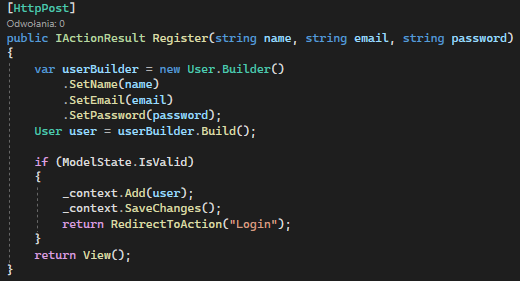 [HttpPost]
Odwołania: 0
public IActionResult Register(string name, string email, string password)
{
    var userBuilder = new User.Builder()
        .SetName(name)
        .SetEmail(email)
        .SetPassword(password);
    User user = userBuilder.Build();

    if (ModelState.IsValid)
    {
        _context.Add(user);
        _context.SaveChanges();
        return RedirectToAction("Login");
    }
    return View();
}